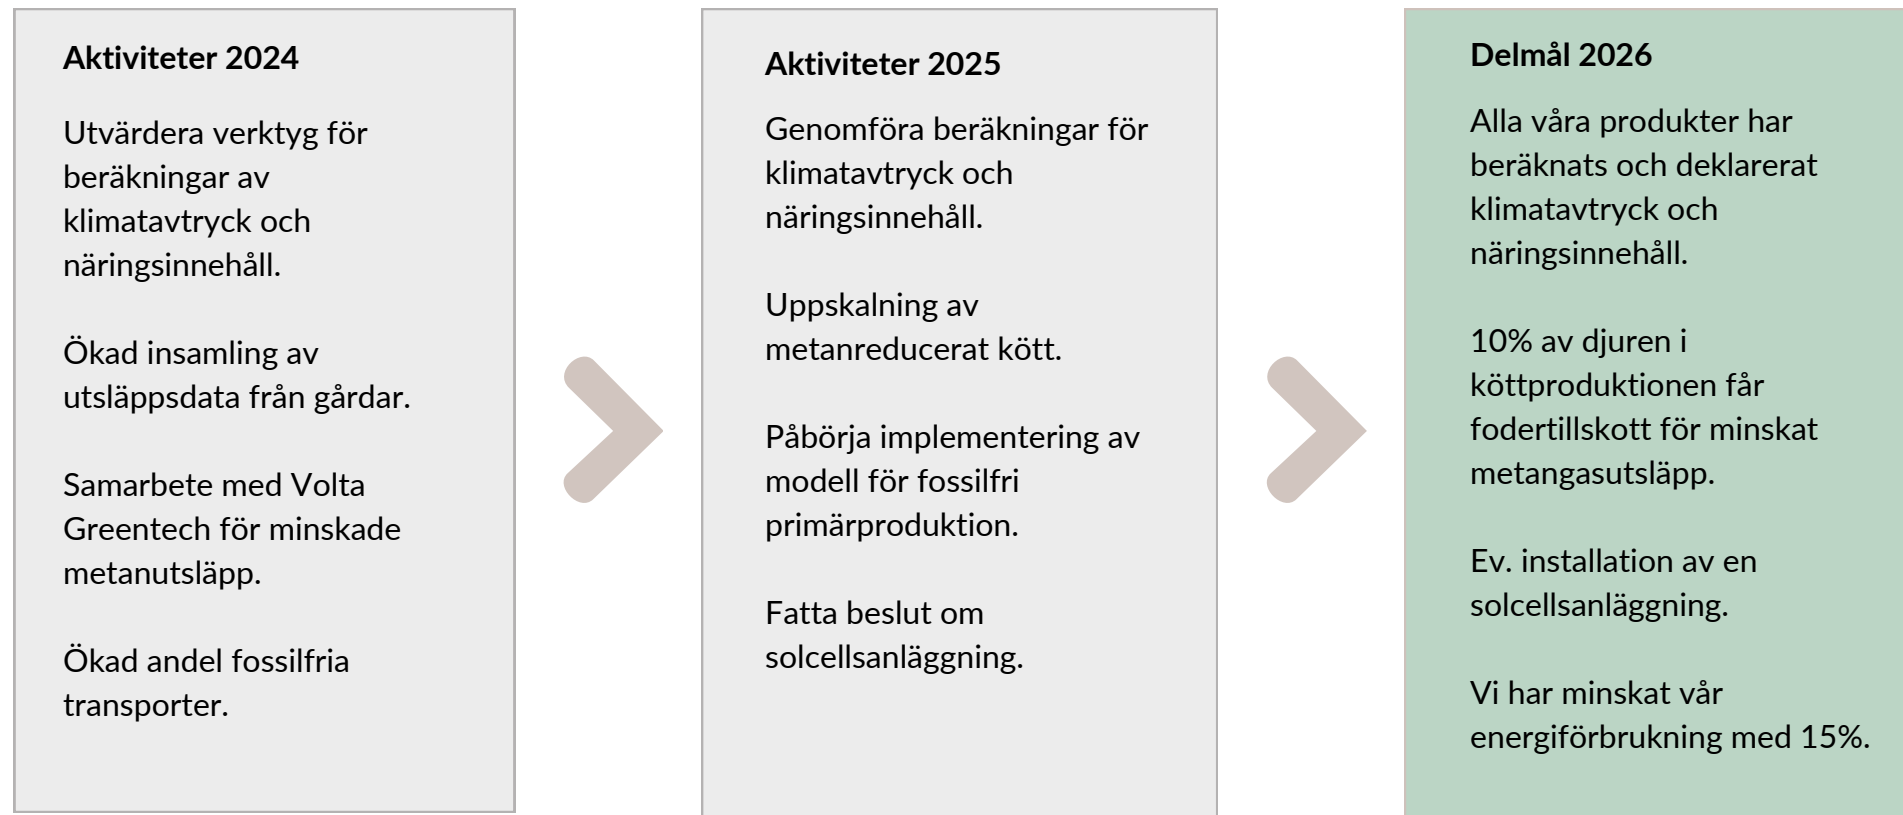 Aktiviteter 2024
Utvärdera verktyg för
beräkningar av
klimatavtryck och
näringsinnehåll.
Ökad insamling av
utsläppsdata från gårdar.
Samarbete med Volta
Greentech för minskade
metanutsläpp.
Ökad andel fossilfria
transporter.
Aktiviteter 2025
Genomföra beräkningar för
klimatavtryck och
näringsinnehåll.
Uppskalning av
metanreducerat kött.
Påbörja implementering av
modell för fossilfri
primärproduktion.
Fatta beslut om
solcellsanläggning.
Delmål 2026
Alla våra produkter har
beräknats och deklarerat
klimatavtryck och
näringsinnehåll.
10% av djuren i
köttproduktionen får
fodertillskott för minskat
metangasutsläpp.
Ev. installation av en
solcellsanläggning.
Vi har minskat vår
energiförbrukning med 15%.